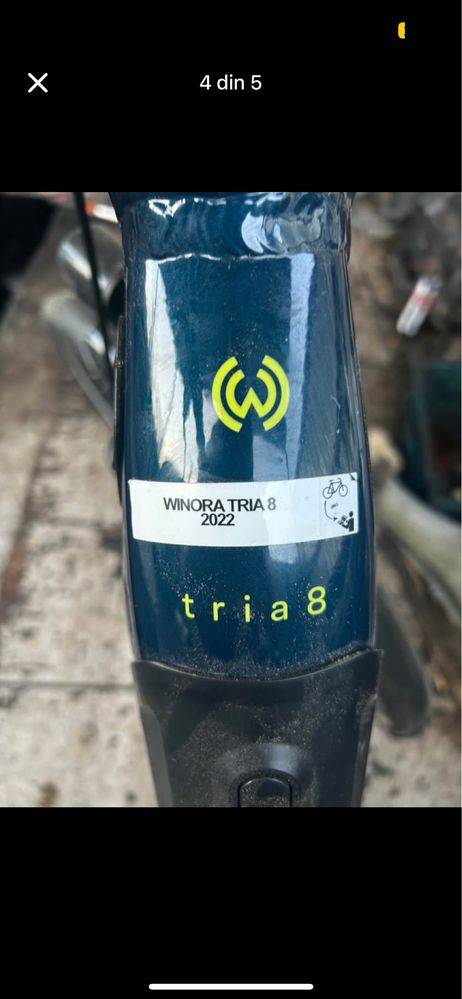 4 din 5
WINORA TRIA 8
2022
tria8